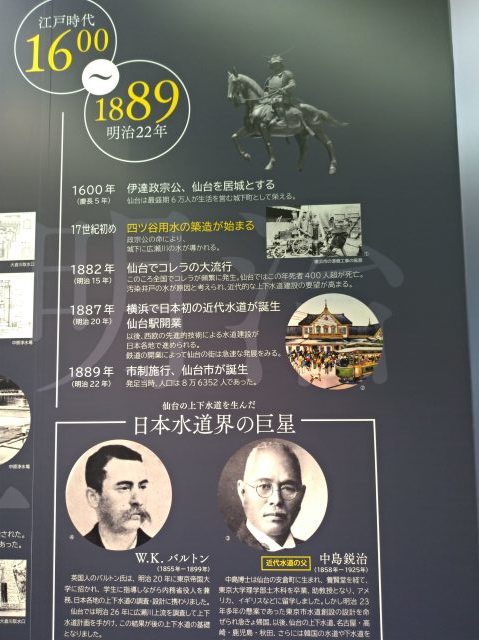 江戸時代
1600
〜
1889
明治22年
1600年 伊達政宗公、仙台を居城とする
(慶長5年) 仙台は最盛期6万人が生活を営む城下町として栄える。
17世紀初め 四ツ谷用水の築造が始まる
政宗公の命により、
城下に広瀬川の水が導かれる。
1882年 仙台でコレラの大流行
(明治15年) このころ全国でコレラが頻繁に発生。仙台ではこの年死者400人超が死亡。
汚染井戸の水が原因と考えられ、近代的な上下水道建設の要望が高まる。
1887年 横浜で日本初の近代水道が誕生
(明治20年) 仙台駅開業
以後、西欧の先進的技術による水道建設が
日本各地で進められる。
鉄道の開業によって仙台の街は急速な発展をみる。
1889年 市制施行、仙台市が誕生
(明治22年) 発足当時、人口は8万6352人であった。
明治
仙台の上下水道を生んだ
日本水道界の巨星
W.K. バルトン
(1855年〜1899年)
英国人のバルトン氏は、明治20年に東京帝国大
学に招かれ、学生に指導しながら内務省役人を兼
務、日本各地の上下水道の調査・設計に携わりました。
仙台では明治26年に広瀬川上流を調査して上下
水道計画を手がけ、この結果が後の上下水道の基礎
となりました。
近代水道の父 中島鋭治
(1858年〜1925年)
中島博士は仙台の支倉町に生まれ、養賢堂を経て、
東京大学理学部土木科を卒業、助教授となり、アメ
リカ、イギリスなどに留学しました。しかし明治23
年多年の懸案であった東京市水道創設の設計を命
ぜられ急きょ帰国。以後、仙台の上下水道、名古屋・高
崎・鹿児島・秋田、さらには韓国の水道や下水道を